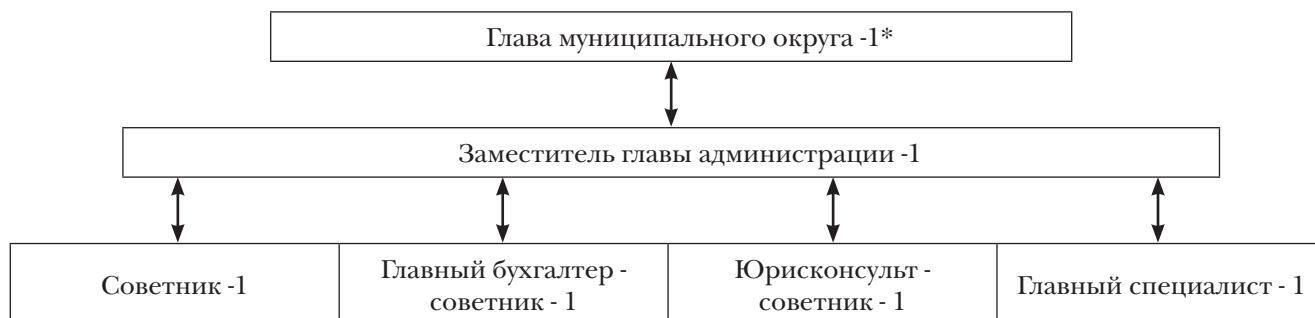 Глава муниципального округа -1*
Заместитель главы администрации -1
Советник -1
Главный бухгалтер -
советник - 1
Юрисконсульт -
советник - 1
Главный специалист - 1